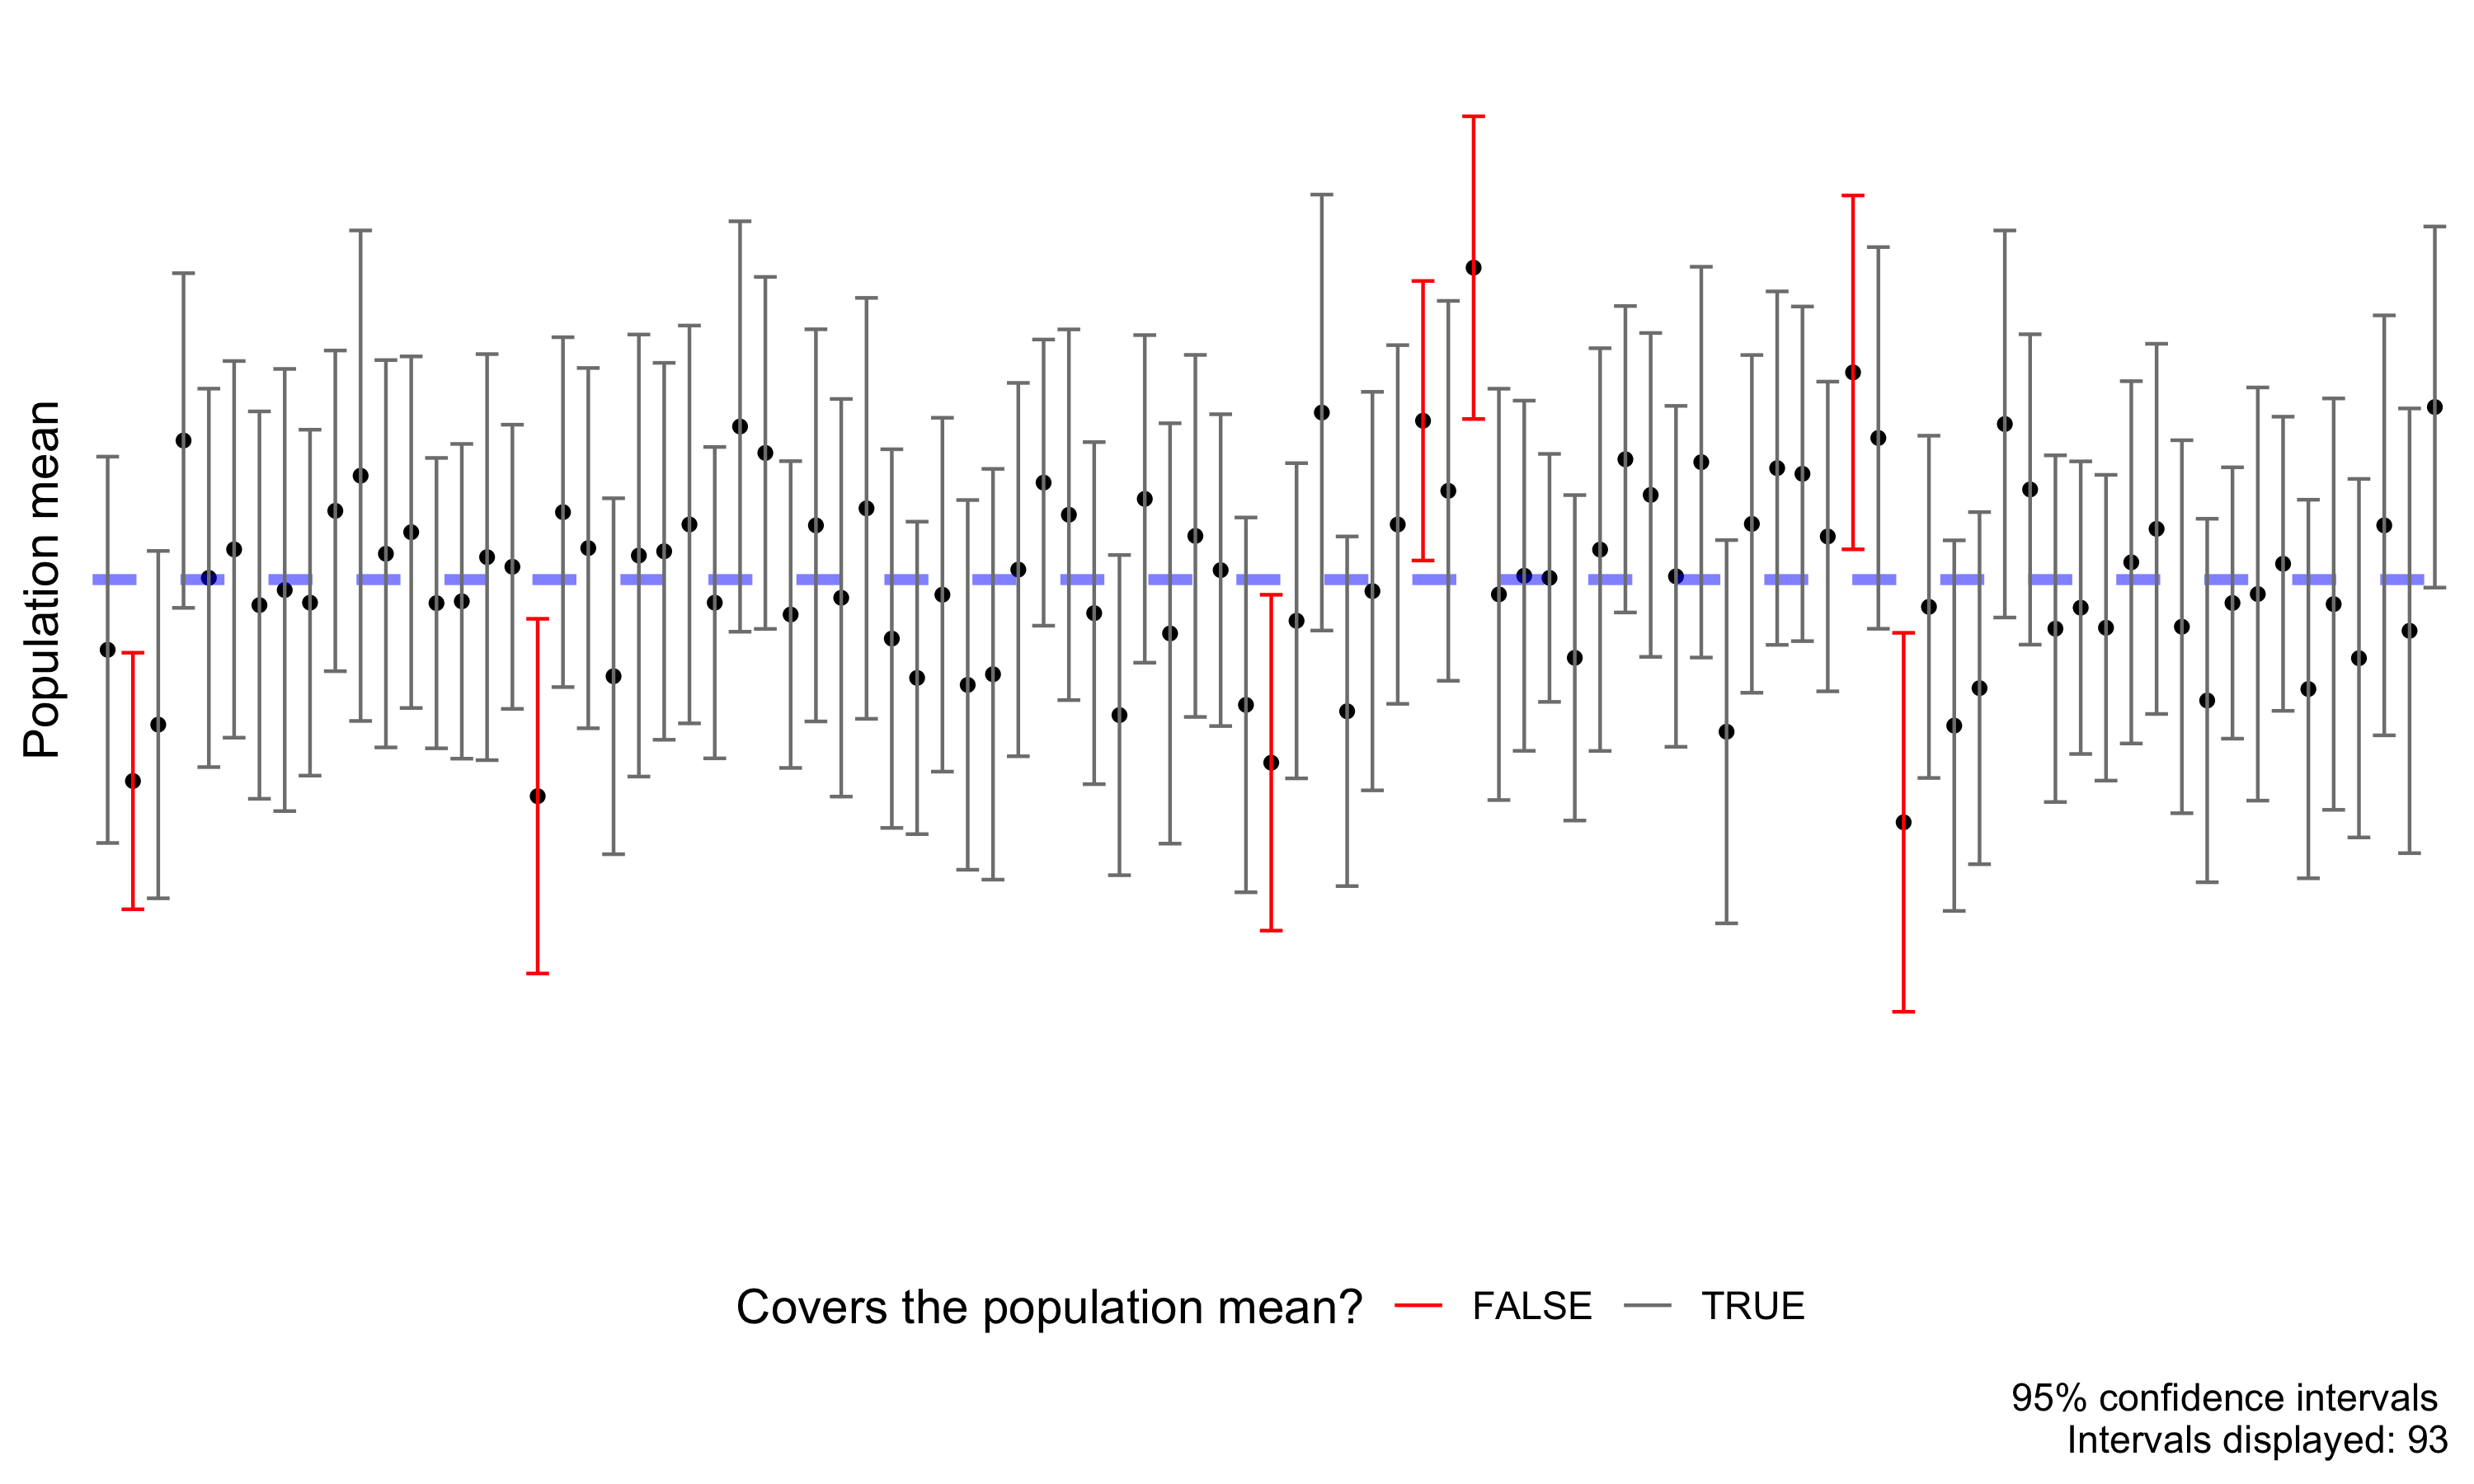 Population mean
Covers the population mean? FALSE TRUE
95% confidence intervals
Intervals displayed: 93